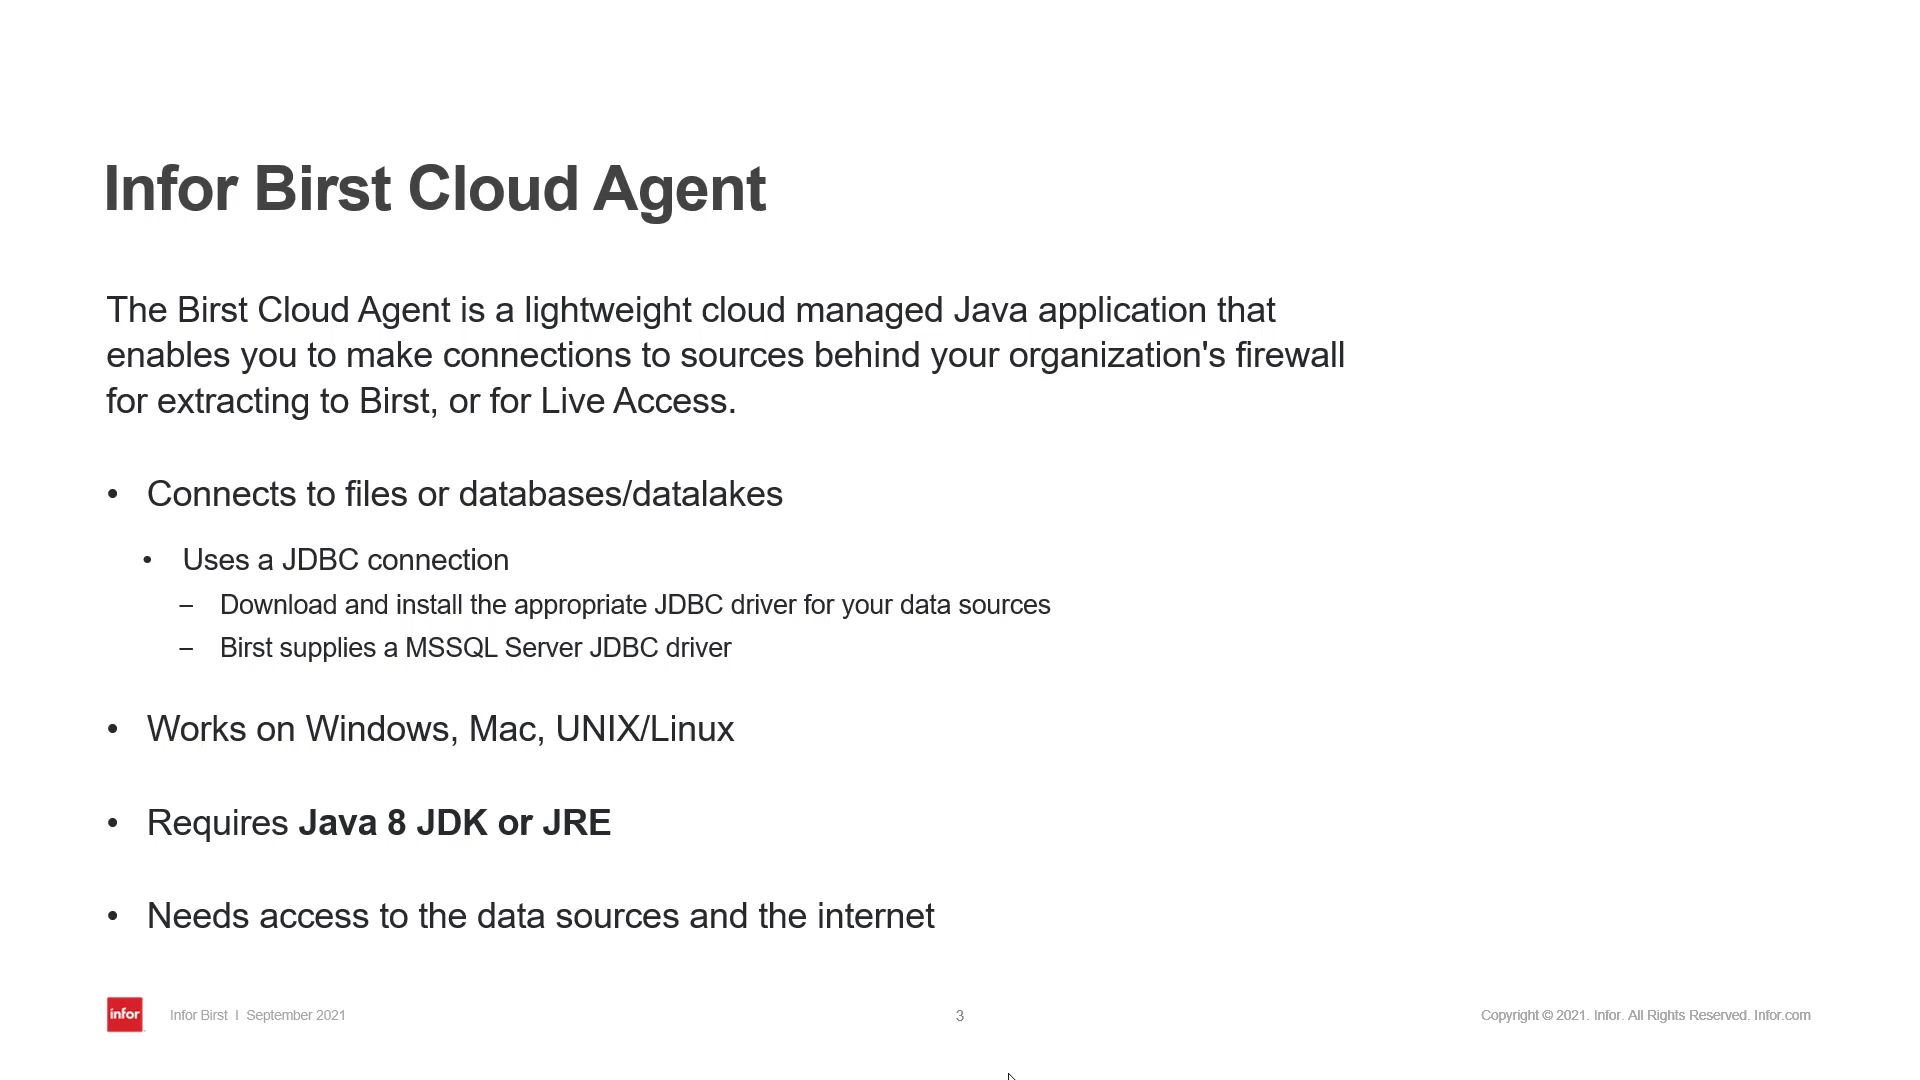 Infor Birst Cloud Agent
The Birst Cloud Agent is a lightweight cloud managed Java application that
enables you to make connections to sources behind your organization's firewall
for extracting to Birst, or for Live Access.
• Connects to files or databases/datalakes
• Uses a JDBC connection
– Download and install the appropriate JDBC driver for your data sources
– Birst supplies a MSSQL Server JDBC driver
• Works on Windows, Mac, UNIX/Linux
• Requires Java 8 JDK or JRE
• Needs access to the data sources and the internet
infor Infor Birst I September 2021 3 Copyright © 2021. Infor. All Rights Reserved. Infor.com